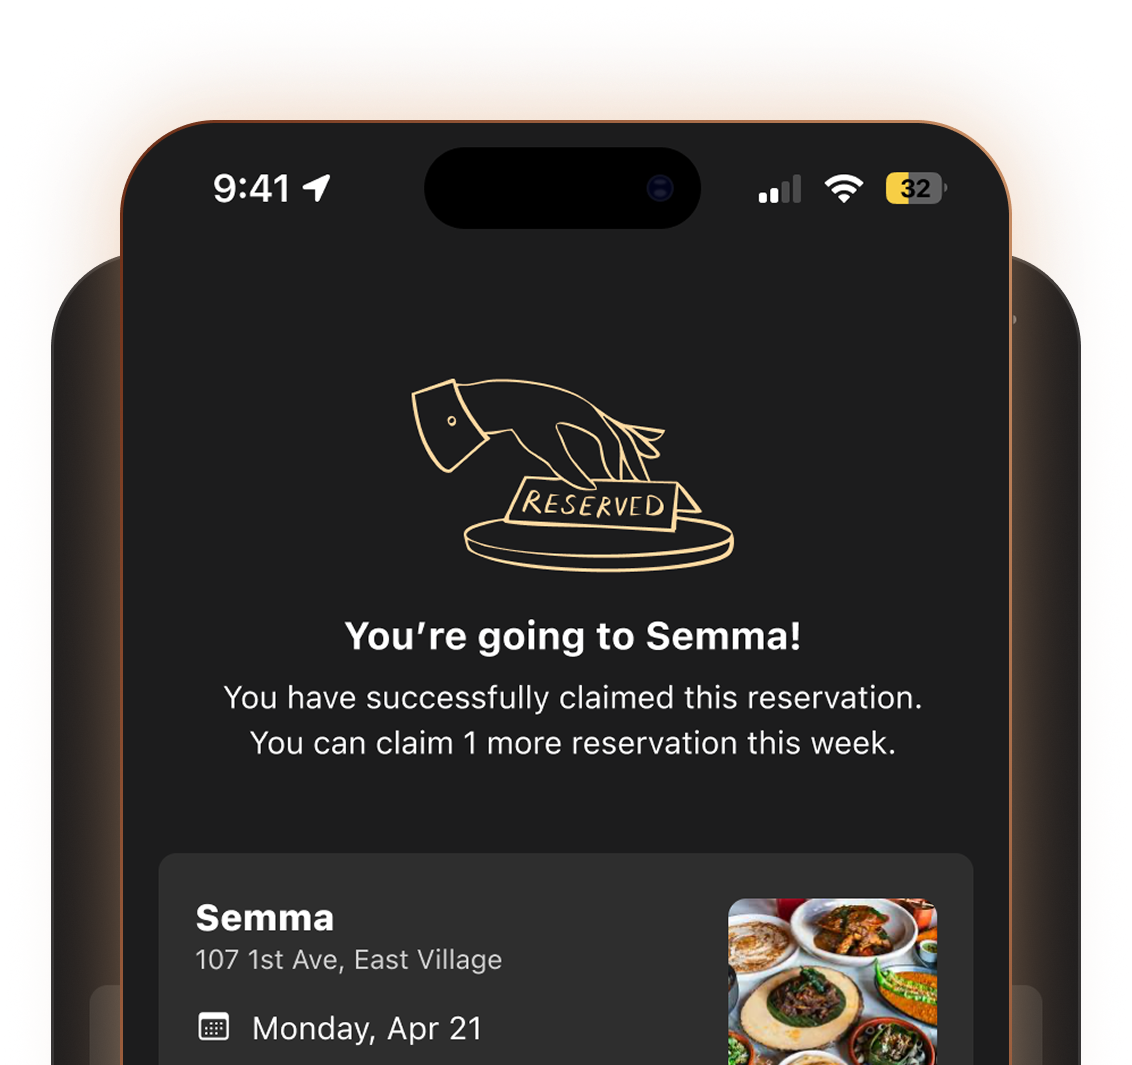 9:41
32
RESERVED
You’re going to Semma!
You have successfully claimed this reservation.
You can claim 1 more reservation this week.
Semma
107 1st Ave, East Village
Monday, Apr 21